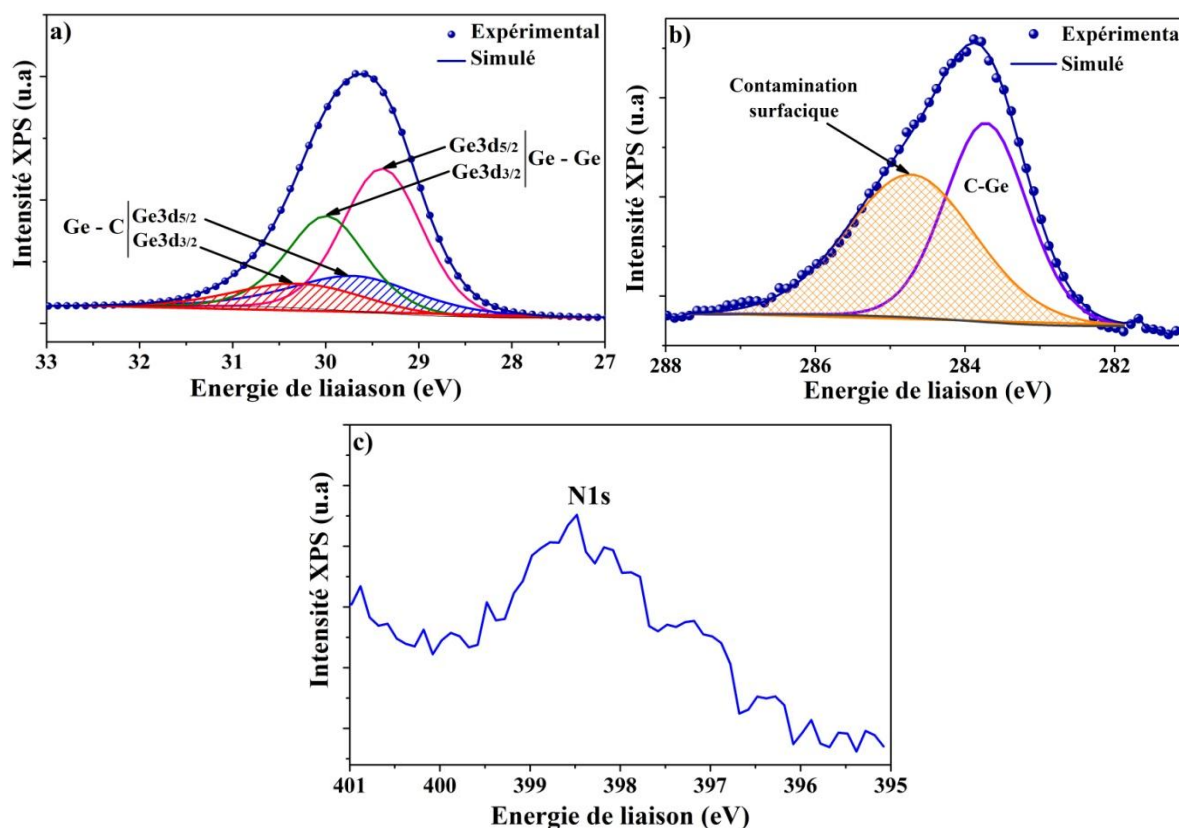 a)
Expérimental
Simulé
Intensité XPS (u.a)
Ge3d5/2
Ge3d3/2
Ge - Ge
Ge - C
Ge3d5/2
Ge3d3/2
33 32 31 30 29 28 27
Energie de liaiason (eV)
b)
Expérimental
Simulé
Contamination
surfacique
C-Ge
Intensité XPS (u.a)
288 286 284 282
Energie de liaison (eV)
c)
N1s
Intensité XPS (u.a)
401 400 399 398 397 396 395
Energie de liaison (eV)